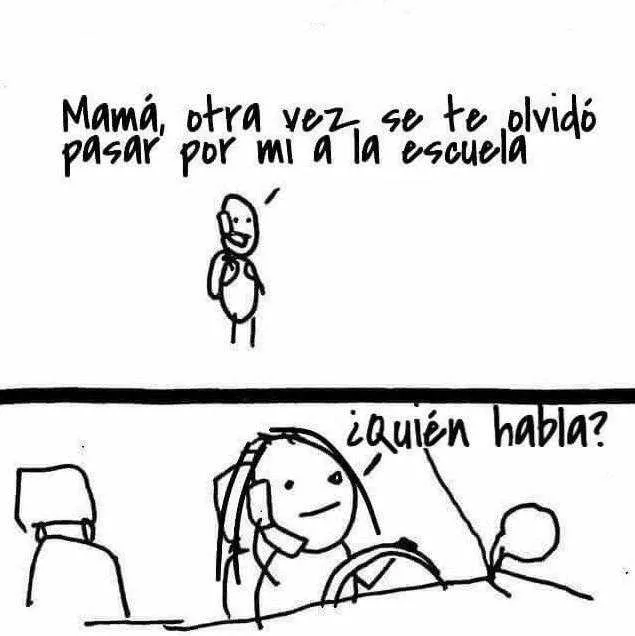 Mamá, otra vez se te olvidó
pasar por mi a la escuela
¿Quién habla?